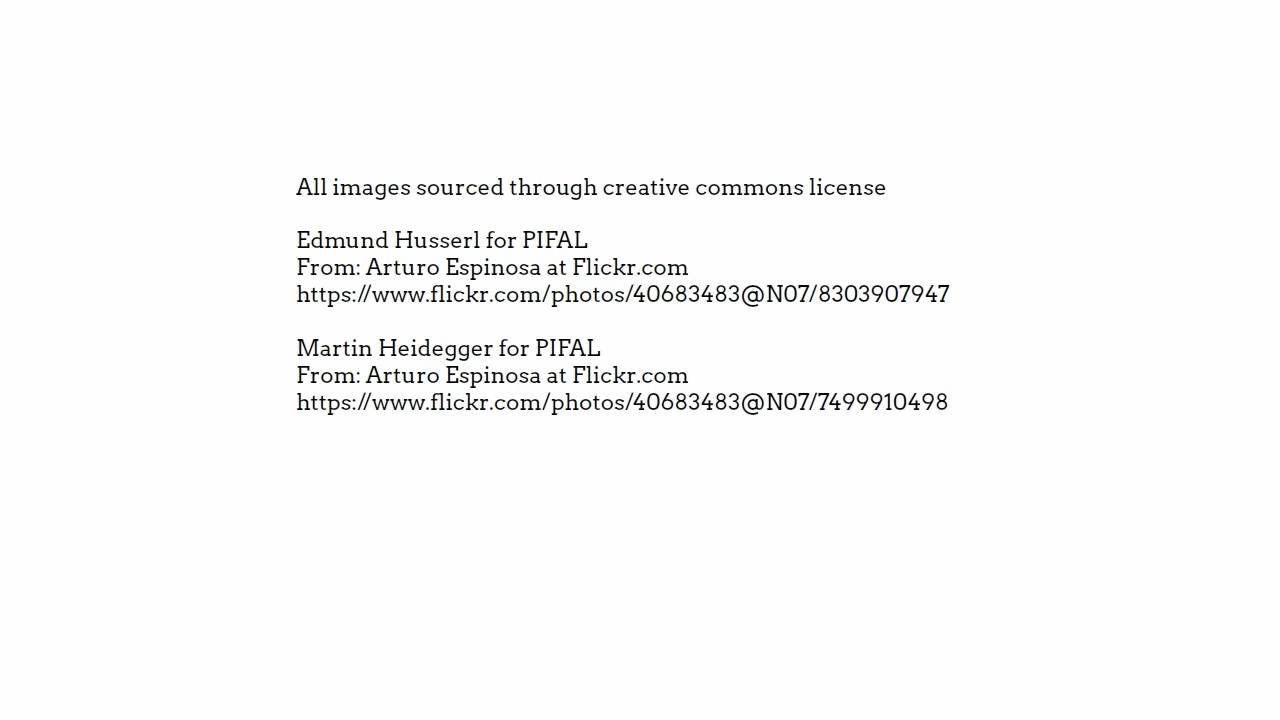 All images sourced through creative commons license
Edmund Husserl for PIFAL
From: Arturo Espinosa at Flickr.com
https://www.flickr.com/photos/40683483@N07/8303907947
Martin Heidegger for PIFAL
From: Arturo Espinosa at Flickr.com
https://www.flickr.com/photos/40683483@N07/7499910498